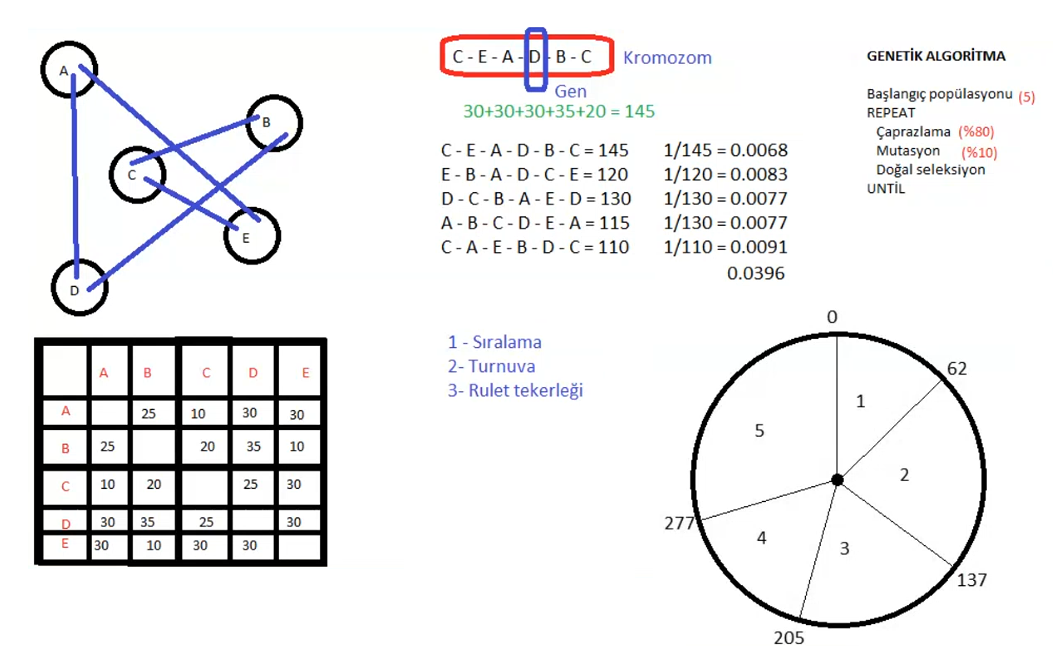 A
B
C
E
D
C - E - A - D - B - C
Kromozom
Gen
30+30+30+35+20 = 145
C - E - A - D - B - C = 145 1/145 = 0.0068
E - B - A - D - C - E = 120 1/120 = 0.0083
D - C - B - A - E - D = 130 1/130 = 0.0077
A - B - C - D - E - A = 115 1/130 = 0.0077
C - A - E - B - D - C = 110 1/110 = 0.0091
0.0396
GENETİK ALGORİTMA
Başlangıç popülasyonu (5)
REPEAT
Çaprazlama (%80)
Mutasyon (%10)
Doğal seleksiyon
UNTİL
A B C D E
A 25 10 30 30
B 25 20 35 10
C 10 20 25 30
D 30 35 25 30
E 30 10 30 30
1 - Sıralama
2- Turnuva
3- Rulet tekerleği
0
62
1
5
2
277
4
3
137
205